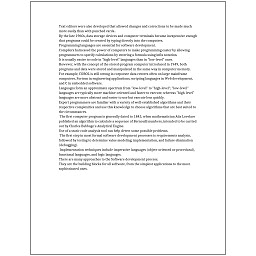 Text editors were also developed that allowed changes and corrections to be made much
more easily than with punched cards.
By the late 1960s, data storage devices and computer terminals became inexpensive enough
that programs could be created by typing directly into the computers.
Programming languages are essential for software development.
Computer harnessed the power of computers to make programming easier by allowing
programmers to specify calculations by entering a formula using infix notation.
It is usually easier to code in "high-level" languages than in "low-level" ones.
However, with the concept of the stored-program computer introduced in 1949, both
programs and data were stored and manipulated in the same way in computer memory.
For example, COBOL is still strong in corporate data centers often on large mainframe
computers, Fortran in engineering applications, scripting languages in Web development,
and C in embedded software.
Languages form an approximate spectrum from "low-level" to "high-level"; "low-level"
languages are typically more machine-oriented and faster to execute, whereas "high-level"
languages are more abstract and easier to use but execute less quickly.
Expert programmers are familiar with a variety of well-established algorithms and their
respective complexities and use this knowledge to choose algorithms that are best suited
to the circumstances.
The first computer program is generally dated to 1843, when mathematician Ada Lovelace
published an algorithm to calculate a sequence of Bernoulli numbers, intended to be carried
out by Charles Babbage's Analytical Engine.
Use of a static code analysis tool can help detect some possible problems.
The first step in most formal software development processes is requirements analysis,
followed by testing to determine value modeling, implementation, and failure elimination
(debugging).
Implementation techniques include imperative languages (object-oriented or procedural),
functional languages, and logic languages.
There are many approaches to the Software development process.
They are the building blocks for all software, from the simplest applications to the most
sophisticated ones.